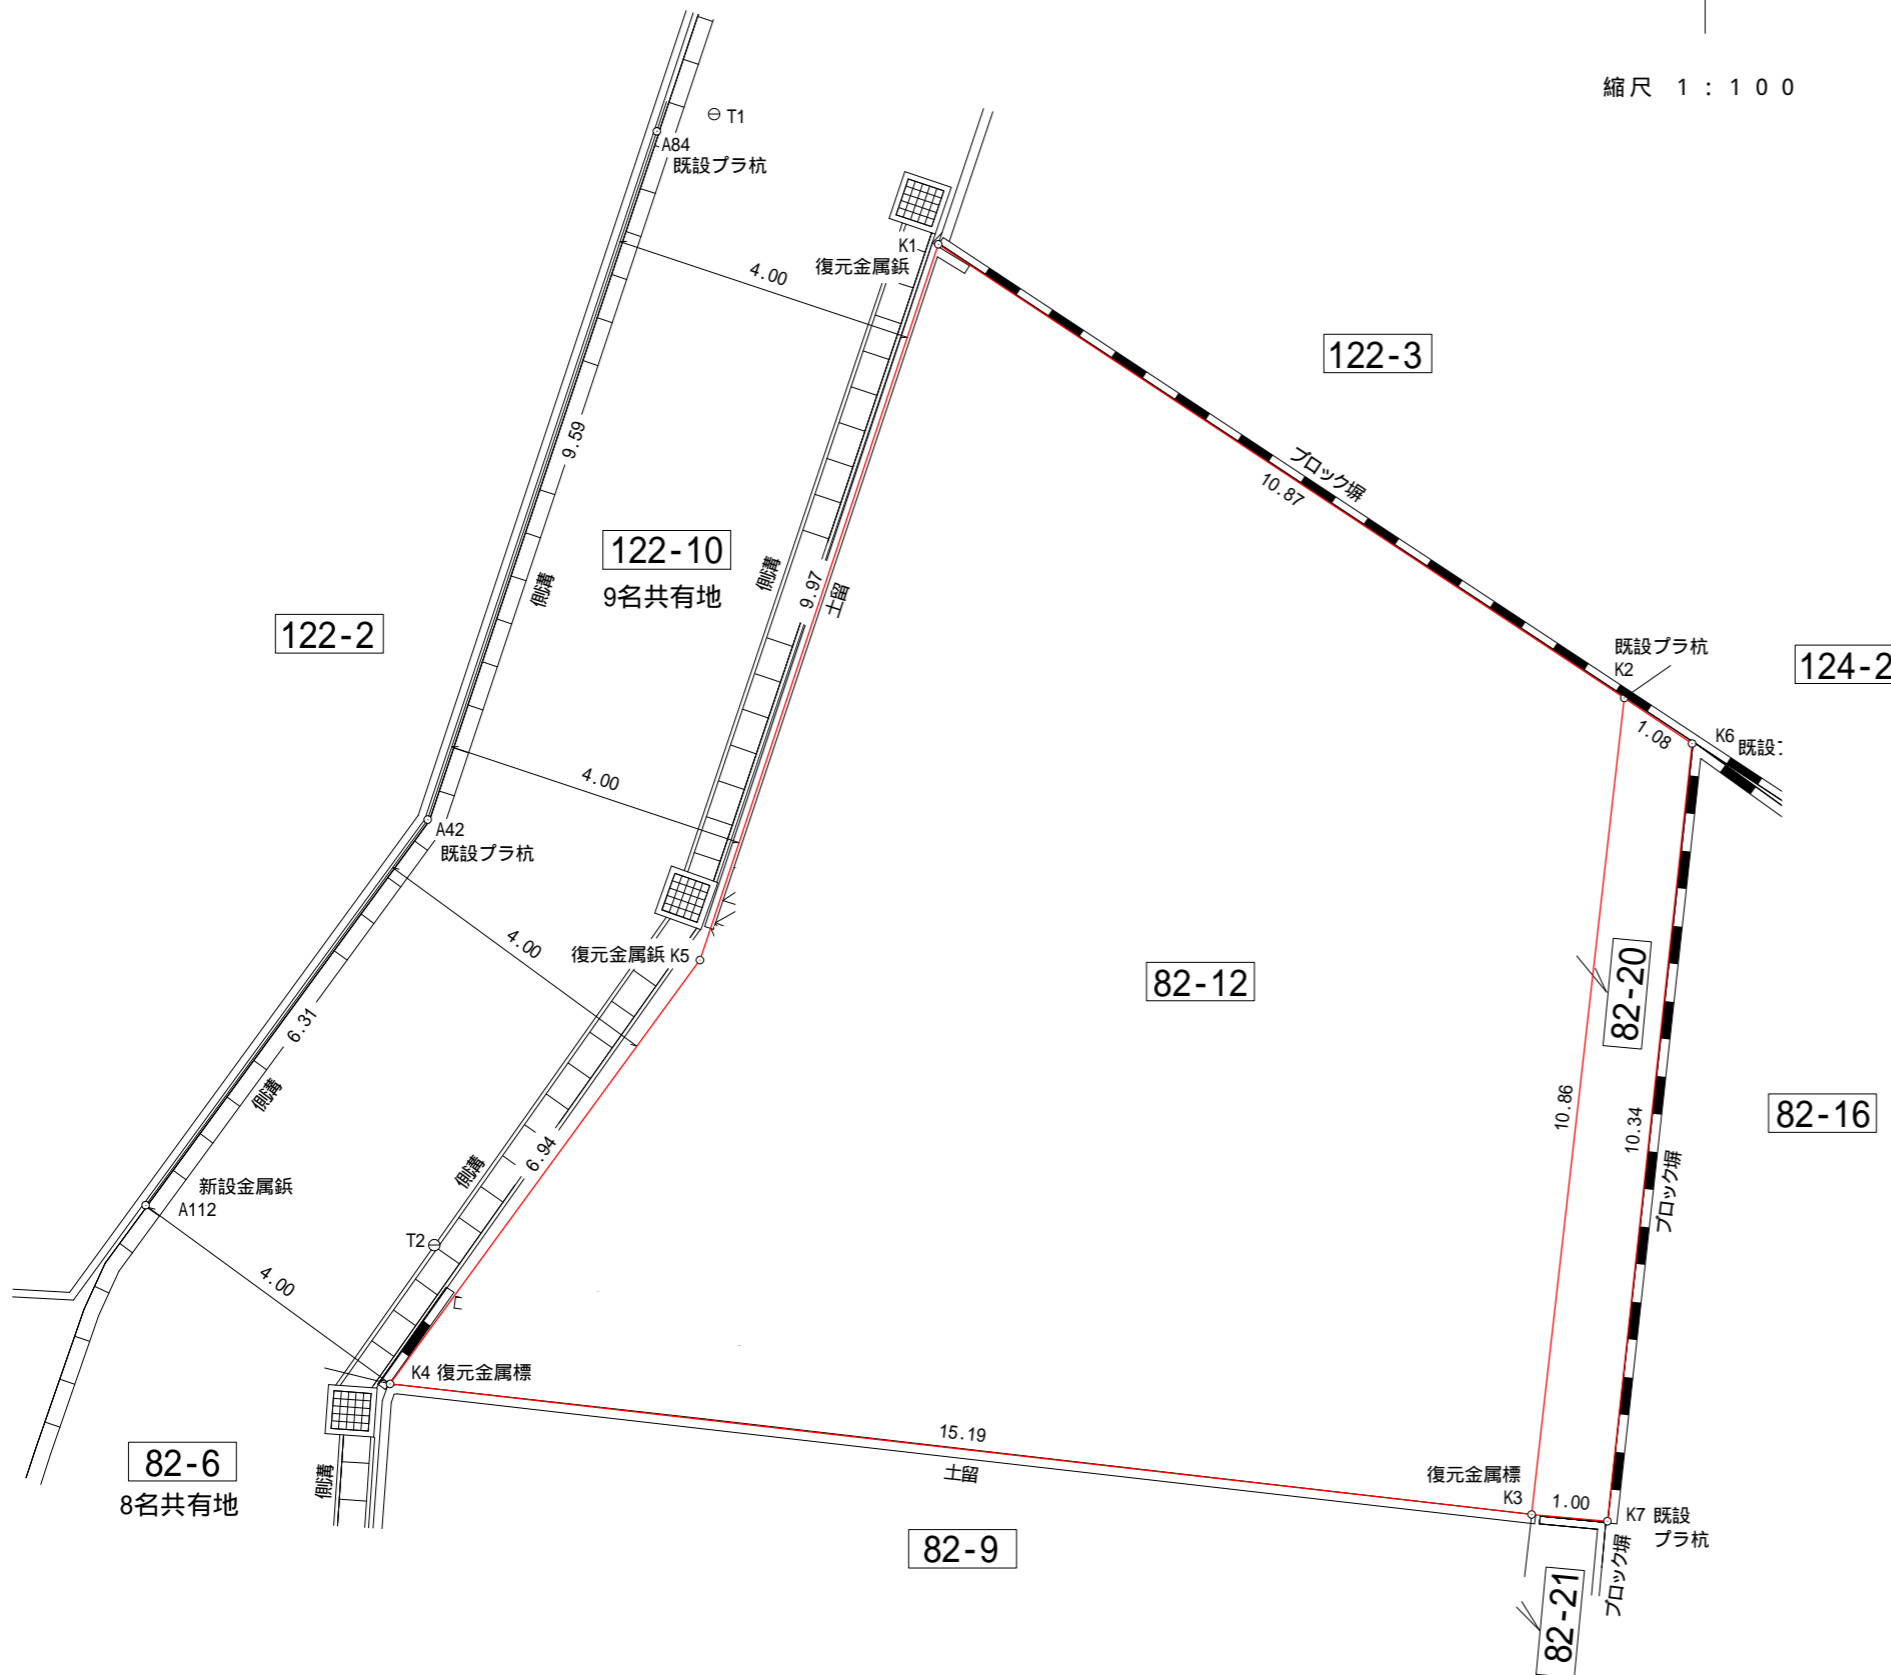 縮尺 1:100
T1
A84
既設プラ杭
K1
復元金属鋲
4.00
122-3
9.59
ブロック塀
10.87
122-10
9名共有地
側溝
側溝
9.97
土留
122-2
既設プラ杭
K2
124-2
1.08
K6
4.00
A42
既設プラ杭
4.00
復元金属鋲 K5
82-12
82-20
6.31
側溝
10.86
10.34
82-16
ブロック塀
6.94
側溝
新設金属鋲
A112
T2
4.00
K4 復元金属標
15.19
土留
復元金属標
K3
1.00
K7 既設
プラ杭
82-6
8名共有地
側溝
82-9
ブロック塀
82-21